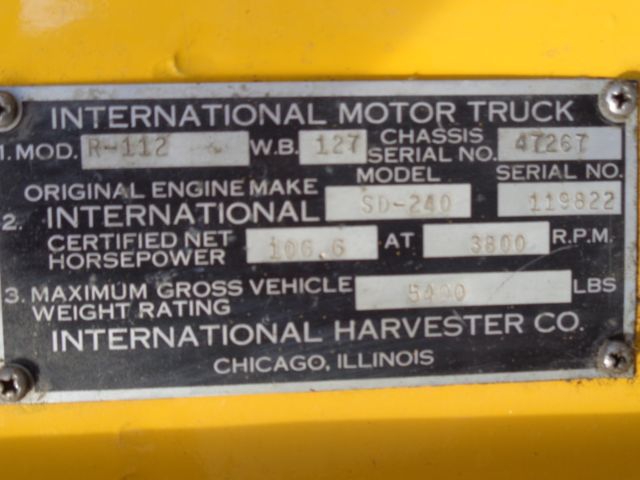 INTERNATIONAL MOTOR TRUCK
1. MOD. R-112 W.B. 127 CHASSIS SERIAL NO. 47267
MODEL SERIAL NO.
2. ORIGINAL ENGINE MAKE INTERNATIONAL SD-240 119822
CERTIFIED NET HORSEPOWER 106.6 AT 3800 R.P.M.
3. MAXIMUM GROSS VEHICLE WEIGHT RATING 5400 LBS
INTERNATIONAL HARVESTER CO.
CHICAGO, ILLINOIS